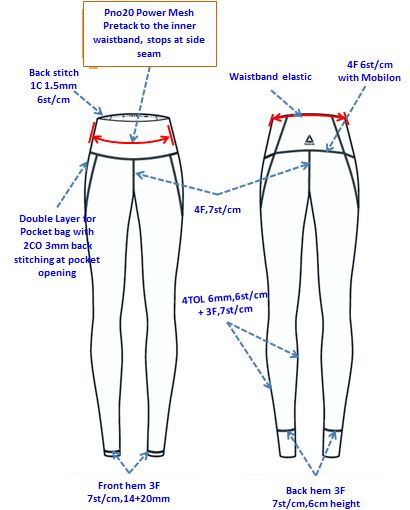 Pno20 Power Mesh
Pretack to the inner
waistband, stops at side
seam
Back stitch
1C 1.5mm
6st/cm
Waistband elastic
4F 6st/cm
with Mobilon
Double Layer for
Pocket bag with
2CO 3mm back
stitching at pocket
opening
4F,7st/cm
4TOL 6mm,6st/cm
+ 3F,7st/cm
Front hem 3F
7st/cm,14+20mm
Back hem 3F
7st/cm,6cm height